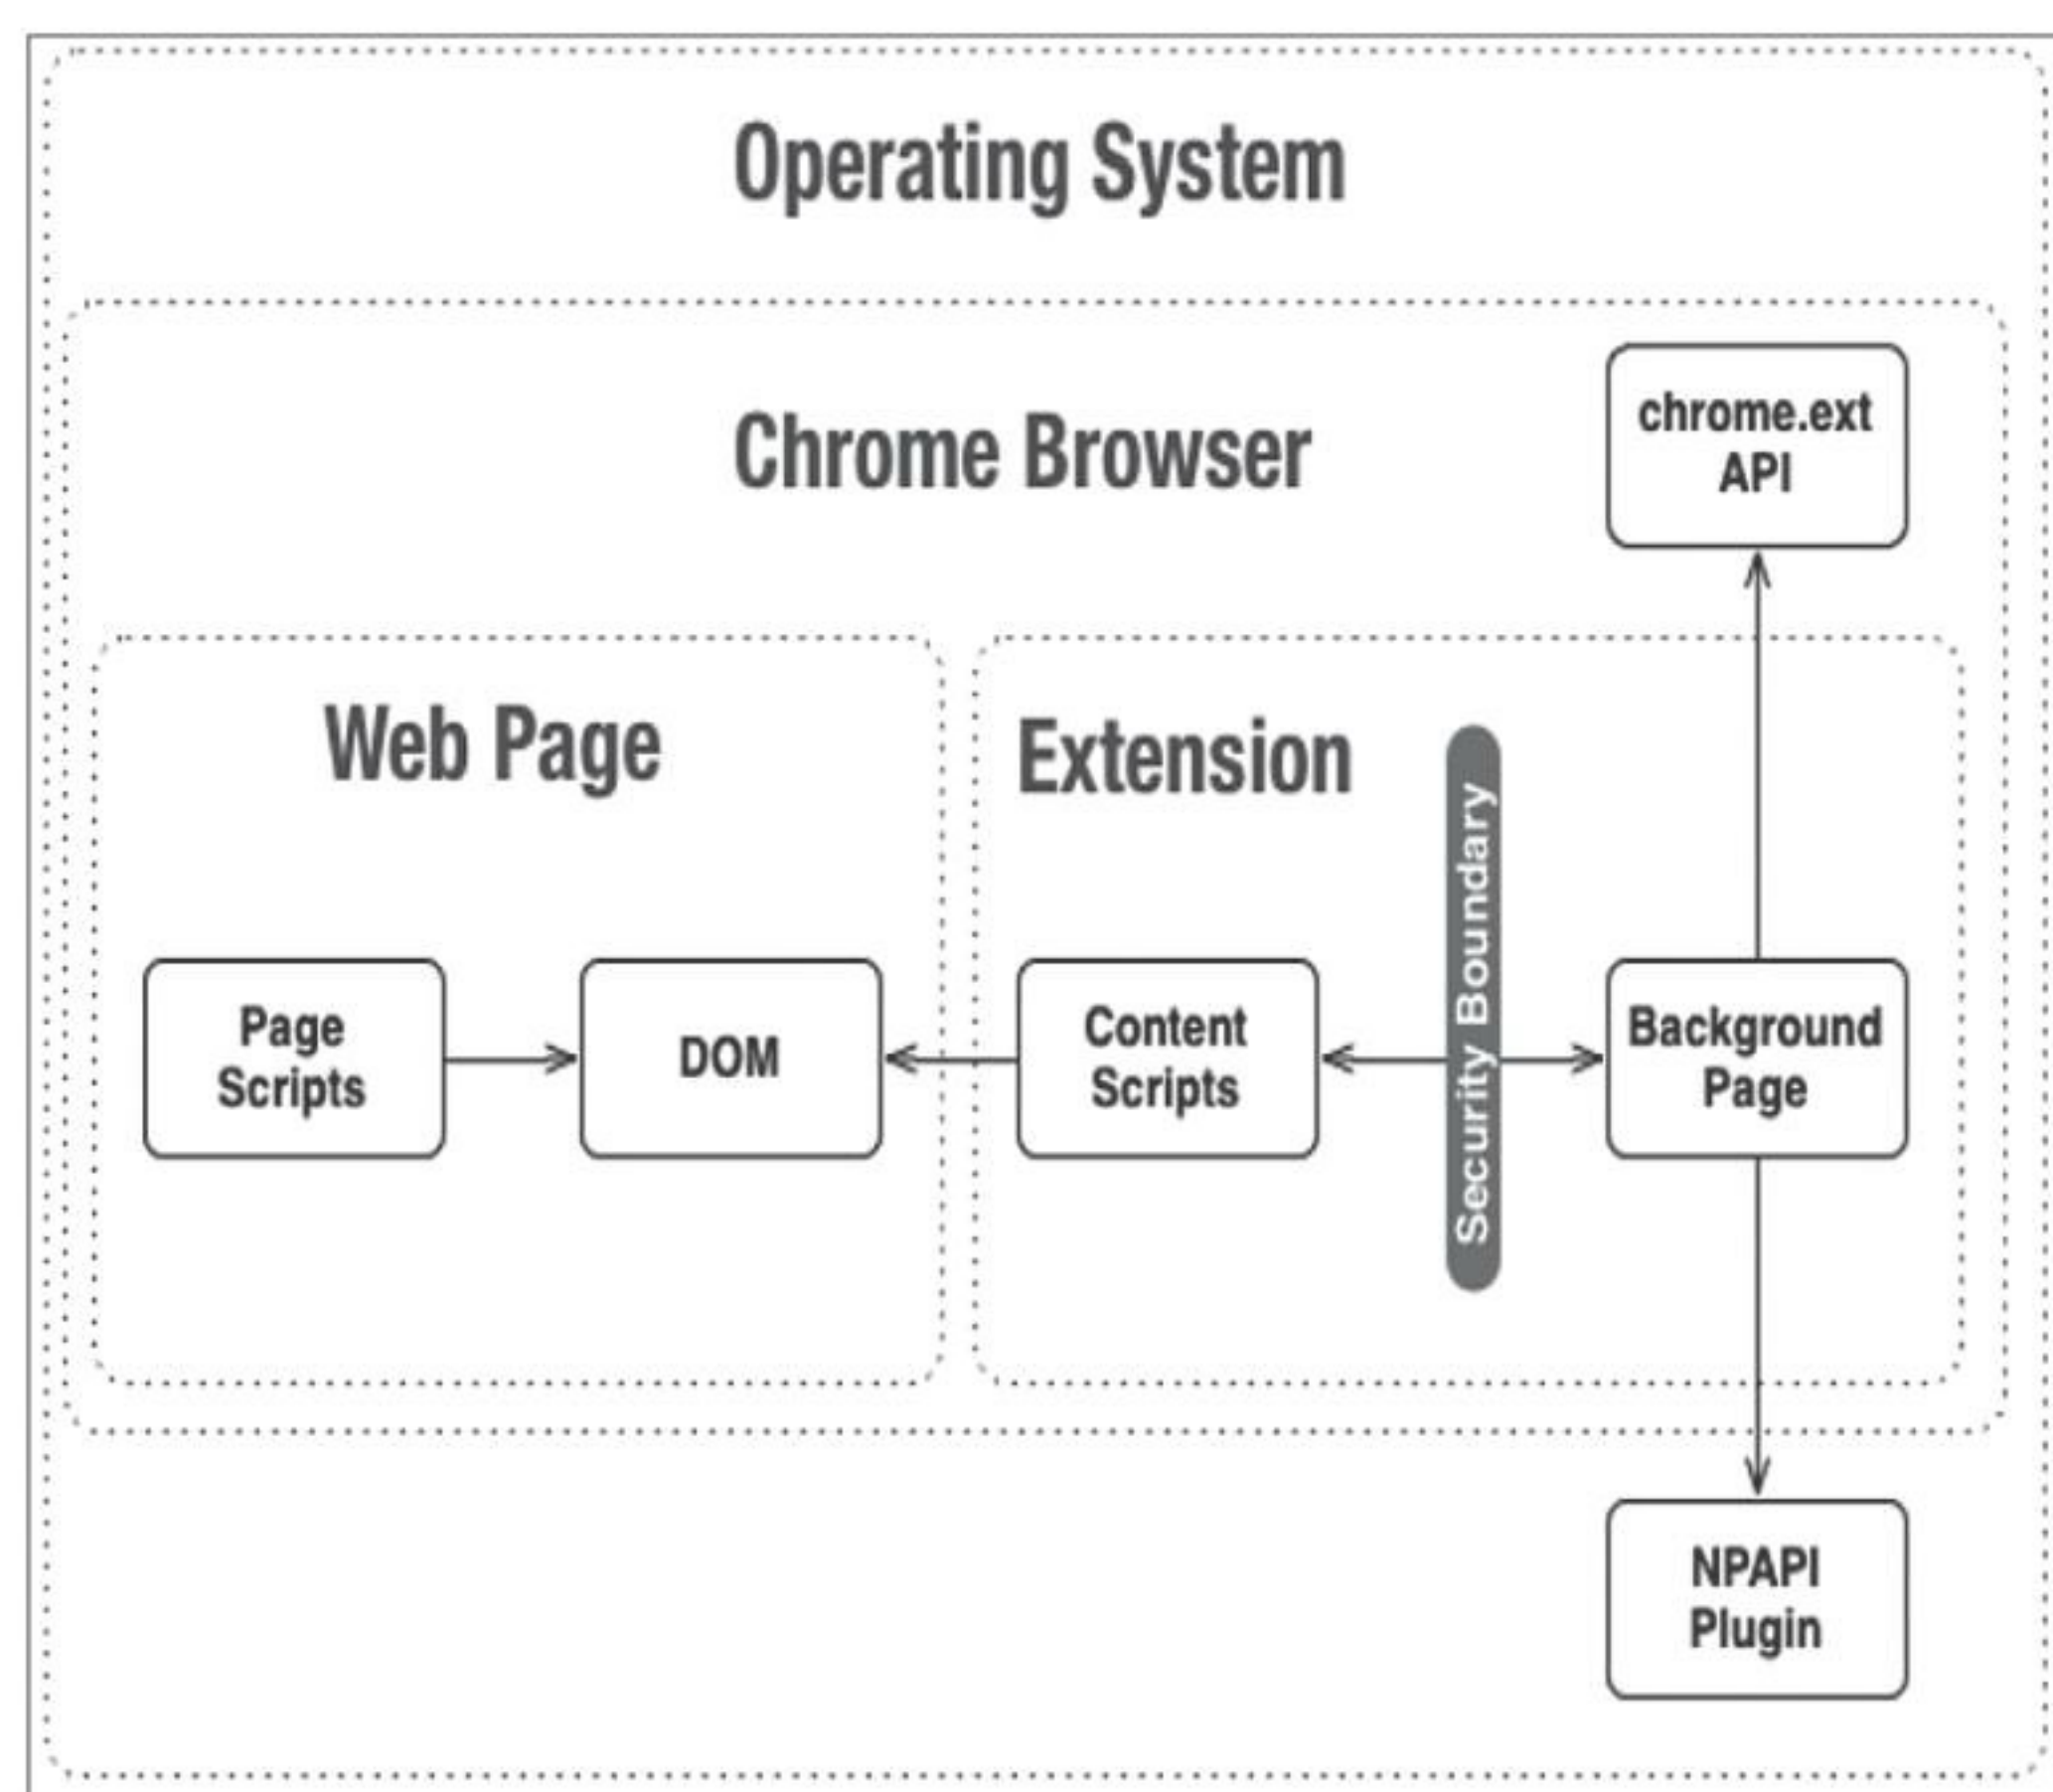 Operating System
Chrome Browser
chrome.ext
API
Web Page
Extension
Security Boundary
Page
Scripts
DOM
Content
Scripts
Background
Page
NPAPI
Plugin